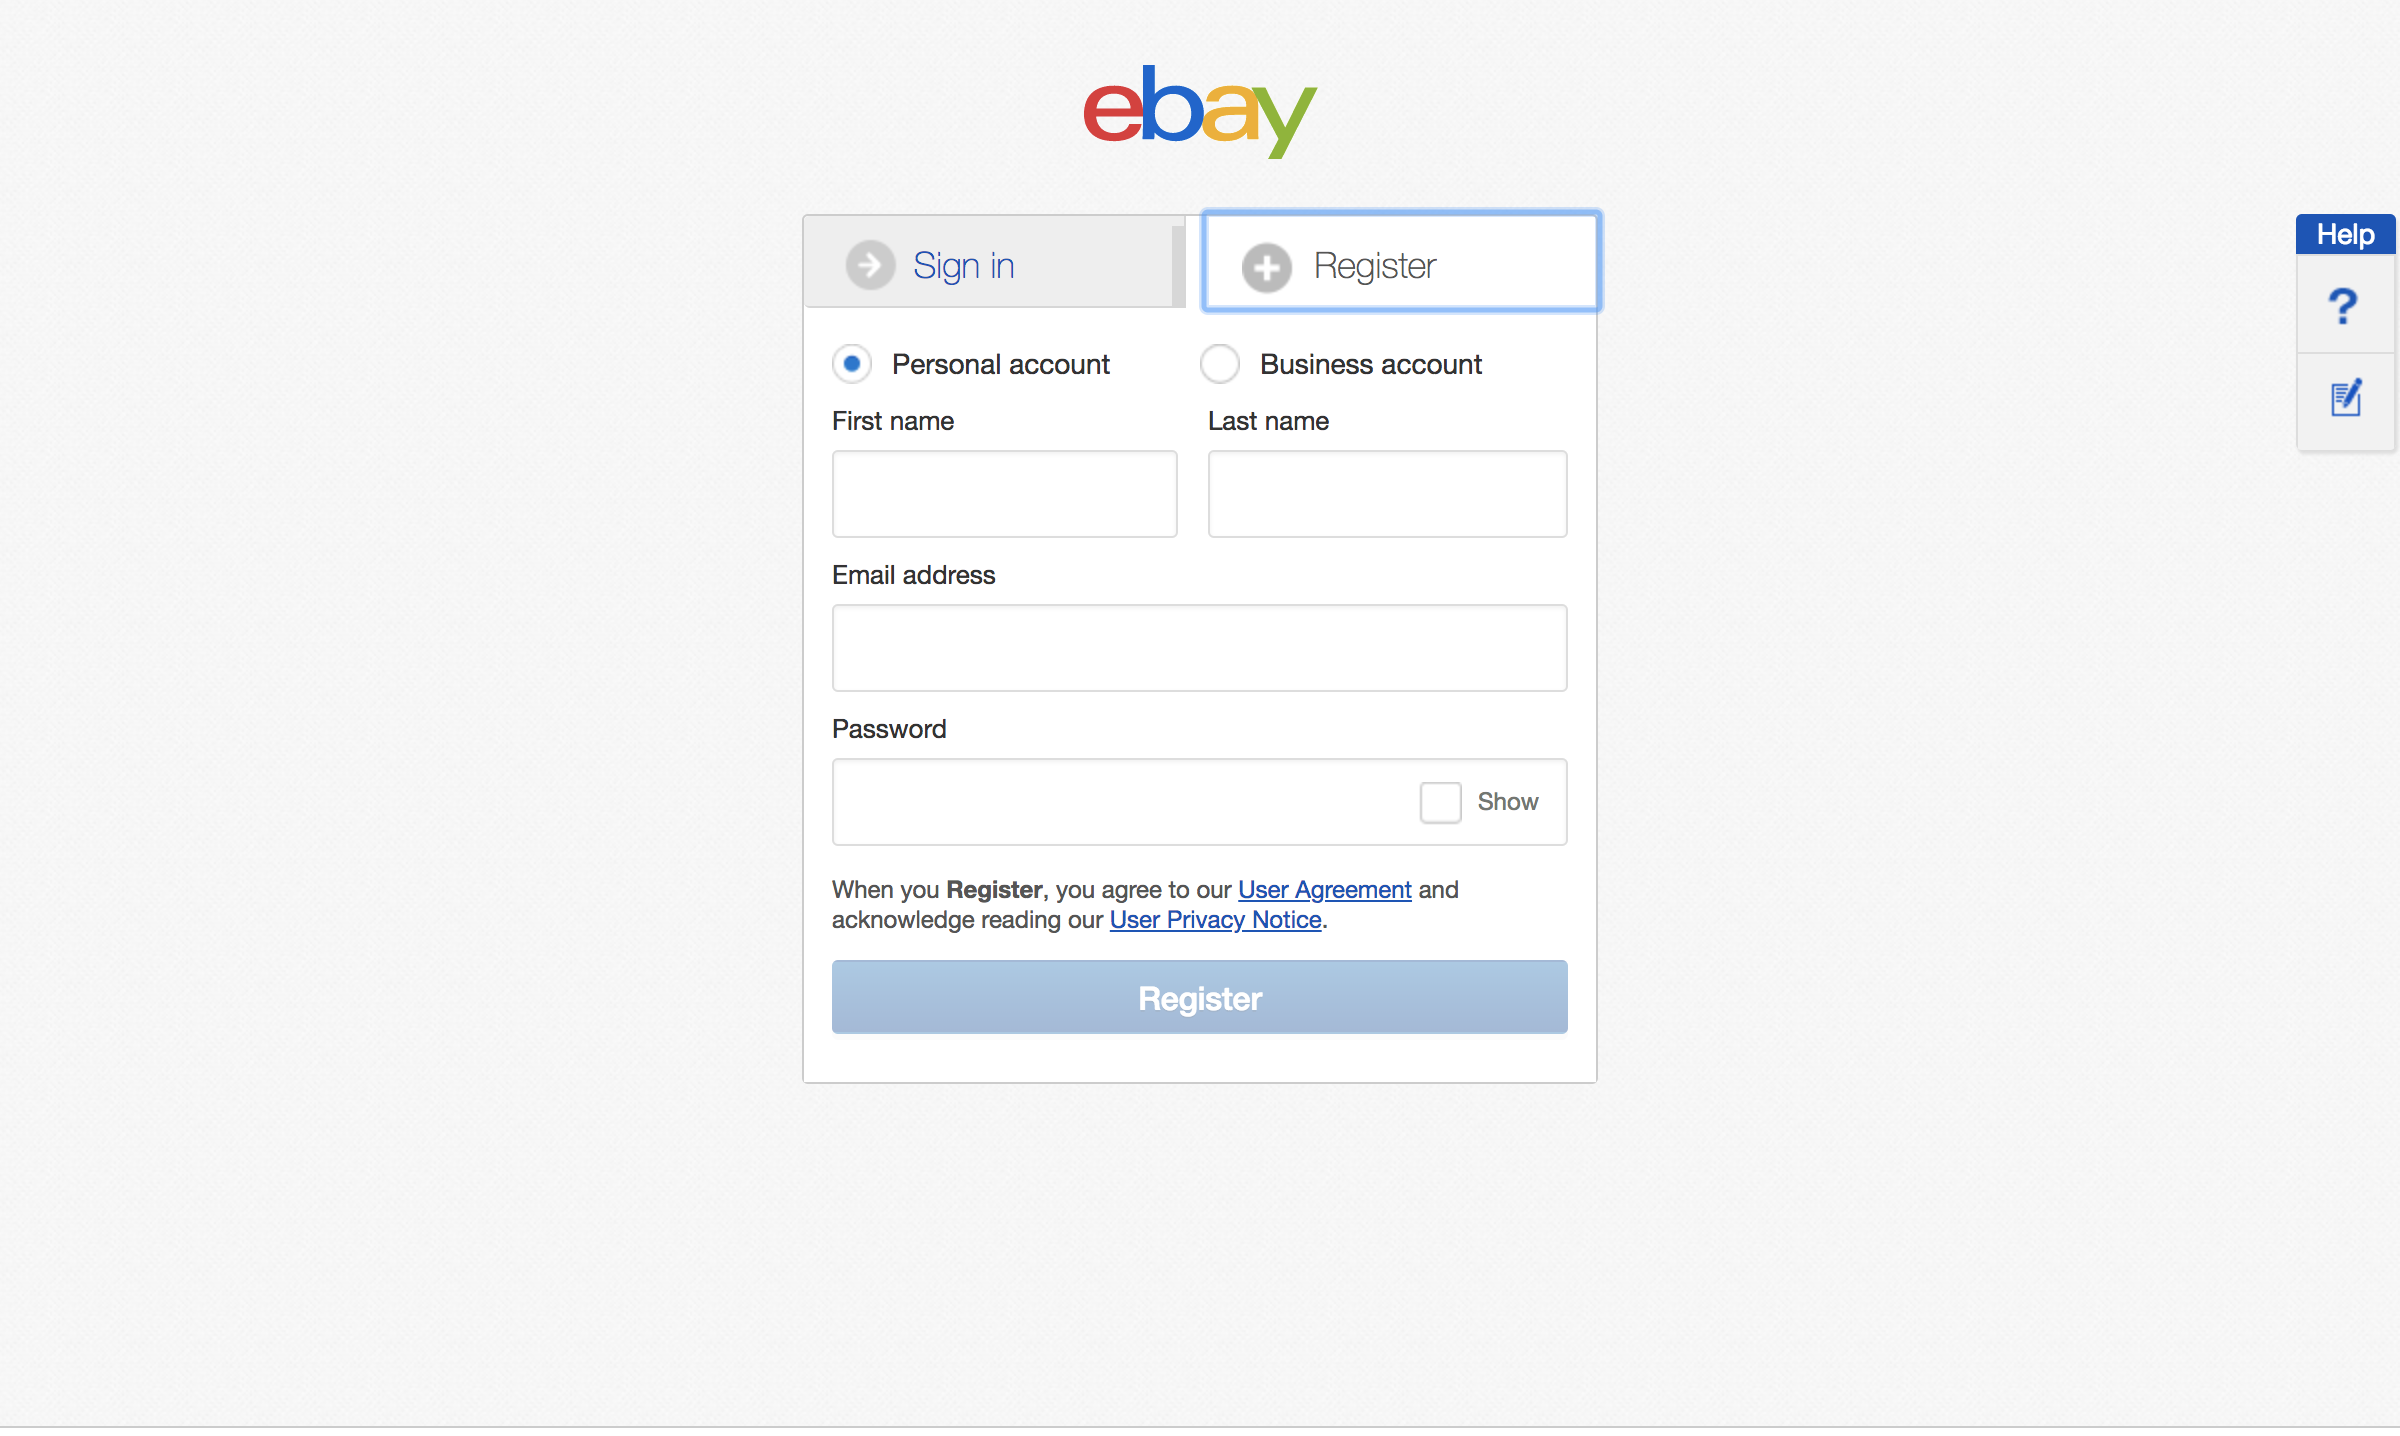 ebay
Sign in
Register
Help
?
Personal account
Business account
First name
Last name
Email address
Password
Show
When you Register, you agree to our User Agreement and
acknowledge reading our User Privacy Notice.
Register